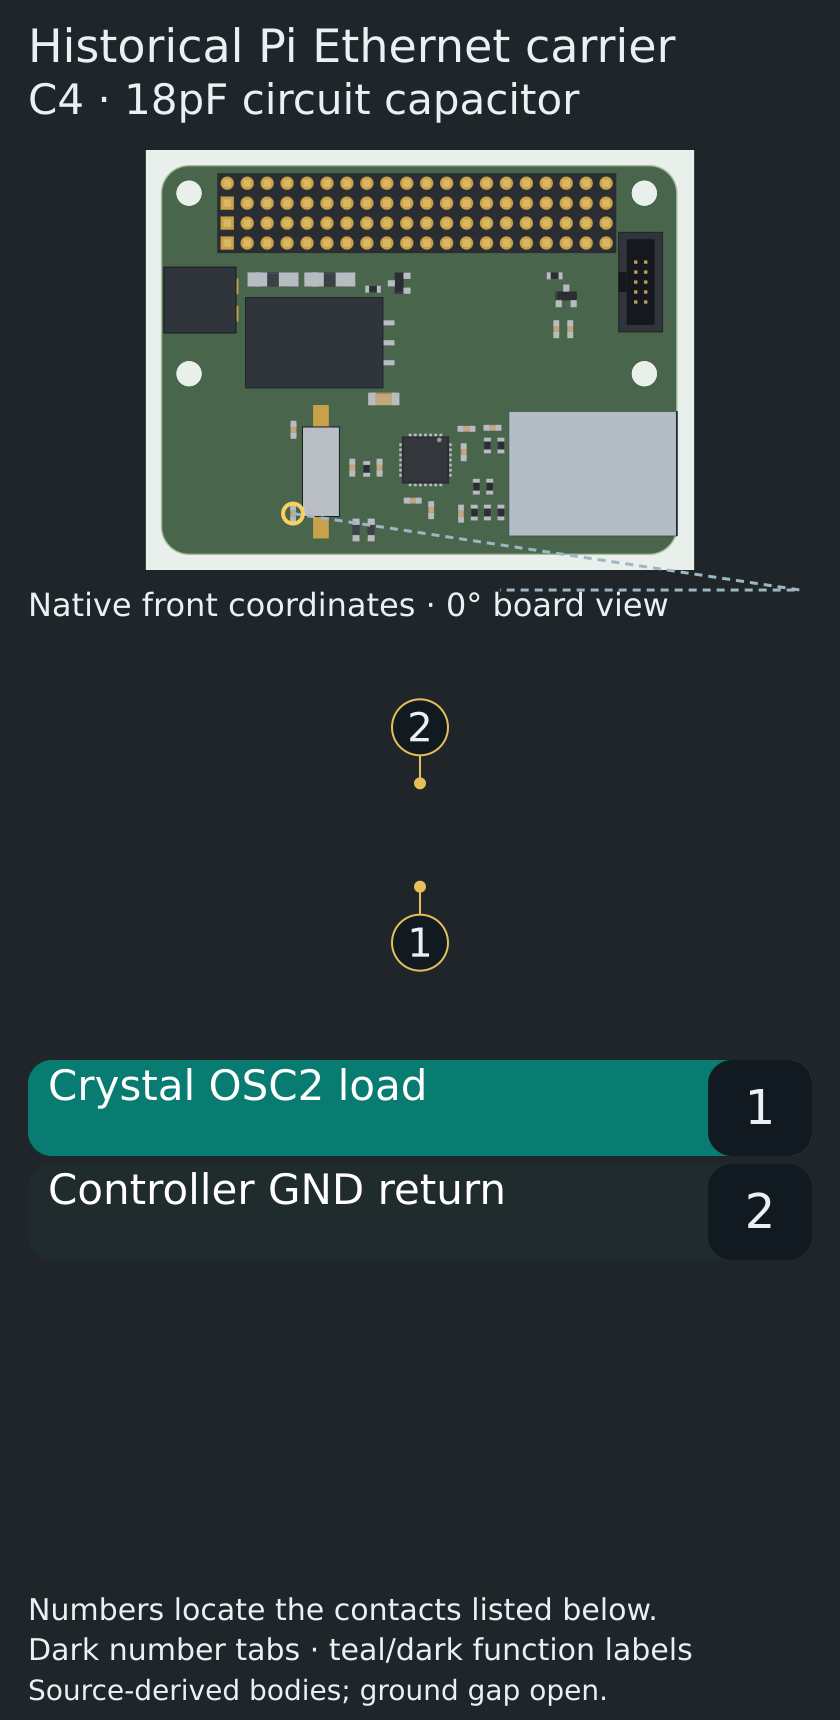 Historical Pi Ethernet carrier
C4 · 18pF circuit capacitor
Native front coordinates · 0° board view
2
1
Crystal OSC2 load 1
Controller GND return 2
Numbers locate the contacts listed below.
Dark number tabs · teal/dark function labels
Source-derived bodies; ground gap open.